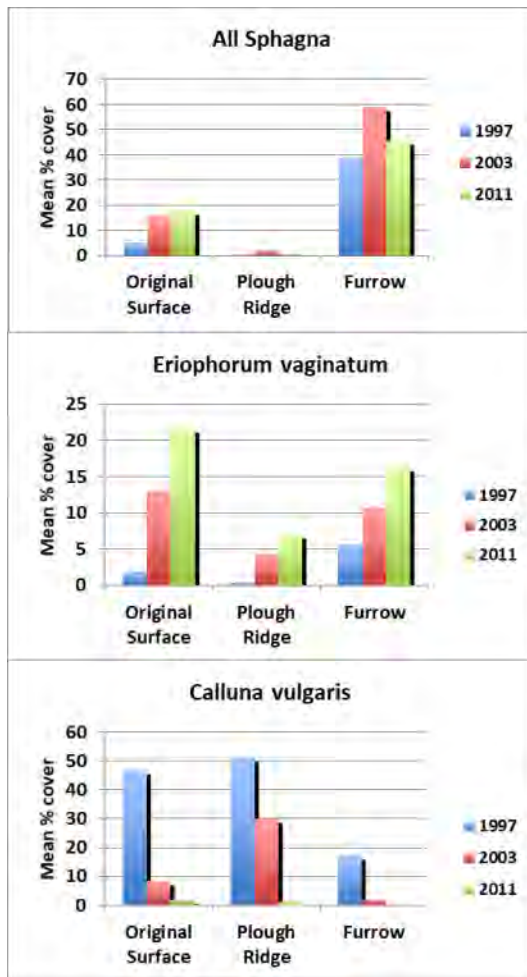 All Sphagna
Mean % cover
70
60
50
40
30
20
10
0
Original Surface
Plough Ridge
Furrow
1997
2003
2011
Eriophorum vaginatum
Mean % cover
25
20
15
10
5
0
Original Surface
Plough Ridge
Furrow
1997
2003
2011
Calluna vulgaris
Mean % cover
60
50
40
30
20
10
0
Original Surface
Plough Ridge
Furrow
1997
2003
2011